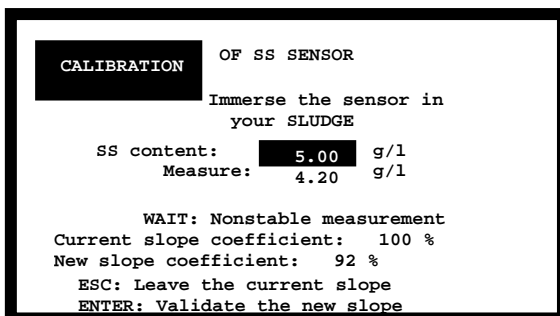 CALIBRATION OF SS SENSOR
Immerse the sensor in
your SLUDGE
SS content: 5.00 g/l
Measure: 4.20 g/l
WAIT: Nonstable measurement
Current slope coefficient: 100 %
New slope coefficient: 92 %
ESC: Leave the current slope
ENTER: Validate the new slope